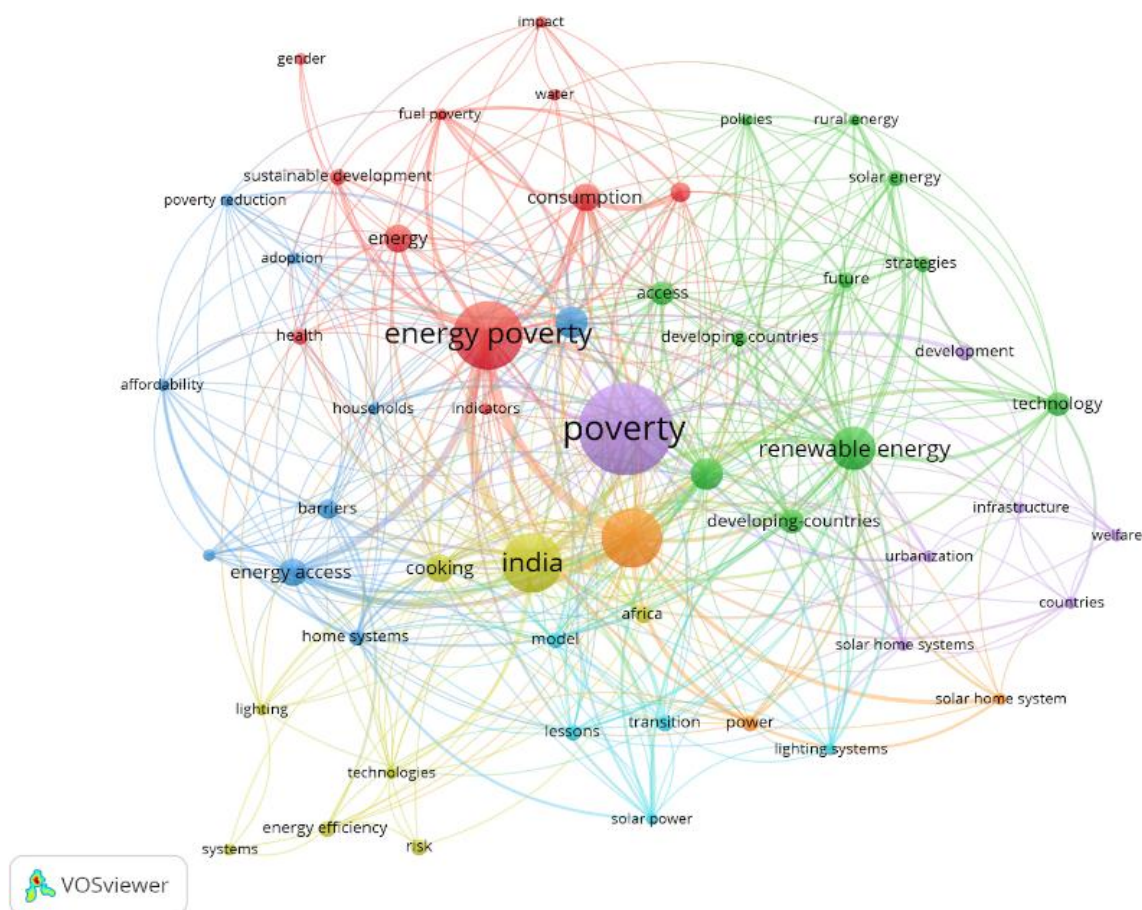 impact
gender
water
fuel poverty
policies
rural energy
sustainable development
solar energy
poverty reduction
consumption
energy
adoption
strategies
future
access
health
energy poverty
developing countries
development
affordability
households
indicators
technology
poverty
renewable energy
barriers
infrastructure
developing-countries
welfare
urbanization
energy access
cooking
india
countries
africa
home systems
model
solar home systems
solar home system
lighting
lessons
transition
power
lighting systems
technologies
solar power
energy efficiency
systems
risk
VOSviewer